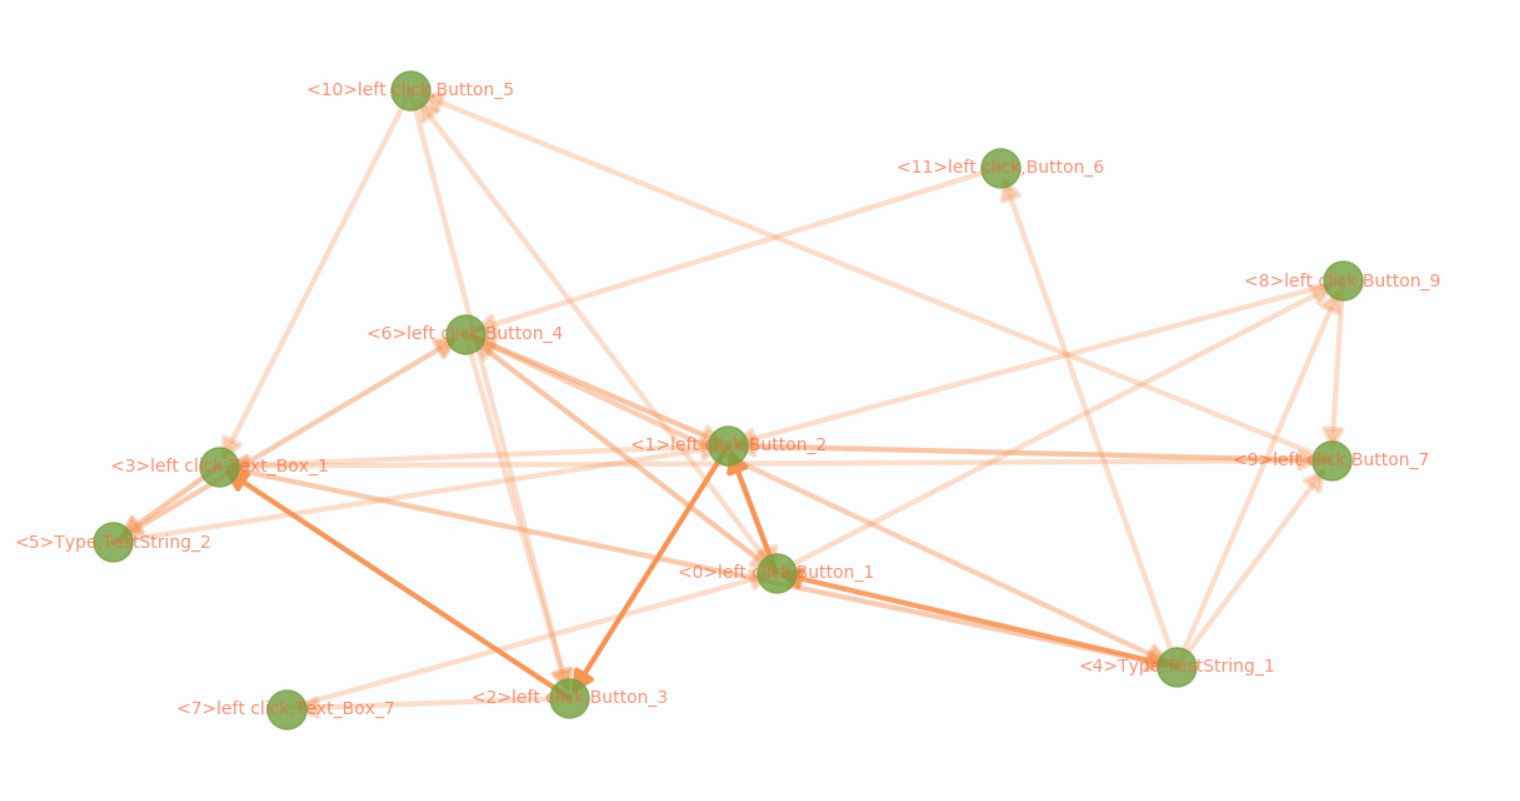 <10>left click,Button_5
<11>left click,Button_6
<8>left click,Button_9
<6>left click,Button_4
<1>left click,Button_2
<9>left click,Button_7
<3>left click,Text_Box_1
<5>Type,TestString_2
<0>left click,Button_1
<4>Type,TestString_1
<2>left click,Button_3
<7>left click,Text_Box_7